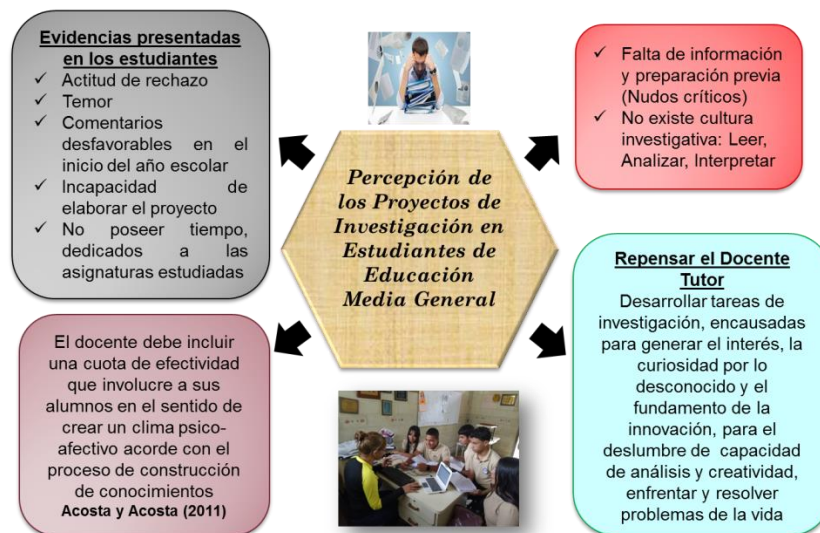 Evidencias presentadas
en los estudiantes
✓ Actitud de rechazo
✓ Temor
✓ Comentarios
desfavorables en el
inicio del año escolar
✓ Incapacidad de
elaborar el proyecto
✓ No poseer tiempo,
dedicados a las
asignaturas estudiadas
✓ Falta de información
y preparación previa
(Nudos críticos)
✓ No existe cultura
investigativa: Leer,
Analizar, Interpretar
Percepción de
los Proyectos de
Investigación en
Estudiantes de
Educación
Media General
El docente debe incluir
una cuota de efectividad
que involucre a sus
alumnos en el sentido de
crear un clima psico-
afectivo acorde con el
proceso de construcción
de conocimientos
Acosta y Acosta (2011)
Repensar el Docente
Tutor
Desarrollar tareas de
investigación, encausadas
para generar el interés, la
curiosidad por lo
desconocido y el
fundamento de la
innovación, para el
deslumbre de capacidad
de análisis y creatividad,
enfrentar y resolver
problemas de la vida